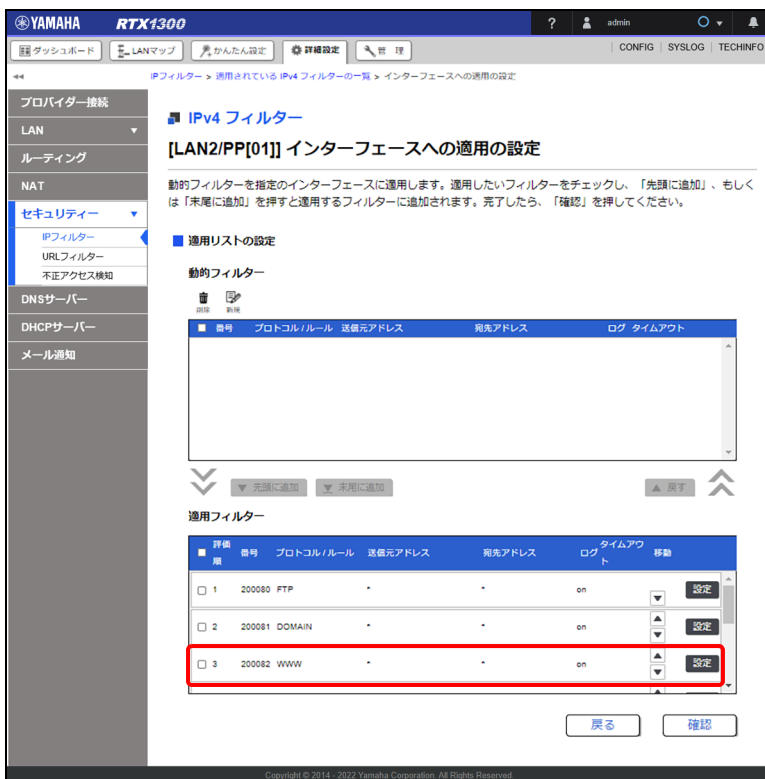 YAMAHA RTX1300 ? admin
ダッシュボード LANマップ かんたん設定 詳細設定 管 理 CONFIG SYSLOG TECHINFO
IPフィルター > 適用されている IPv4 フィルターの一覧 > インターフェースへの適用の設定
プロバイダー接続
LAN
ルーティング
NAT
セキュリティー
IPフィルター
URLフィルター
不正アクセス検知
DNSサーバー
DHCPサーバー
メール通知
IPv4 フィルター
[LAN2/PP[01]] インターフェースへの適用の設定
動的フィルターを指定のインターフェースに適用します。適用したいフィルターをチェックし、「先頭に追加」、もしく
は「末尾に追加」を押すと適用するフィルターに追加されます。完了したら、「確認」を押してください。
適用リストの設定
動的フィルター
削除 新規
番号 プロトコル / ルール 送信元アドレス 宛先アドレス ログ タイムアウト
先頭に追加 末尾に追加 戻す
適用フィルター
評価順 番号 プロトコル / ルール 送信元アドレス 宛先アドレス ログ タイムアウト 移動
1 200080 FTP * * on 設定
2 200081 DOMAIN * * on 設定
3 200082 WWW * * on 設定
戻る 確認
Copyright © 2014 - 2022 Yamaha Corporation. All Rights Reserved.